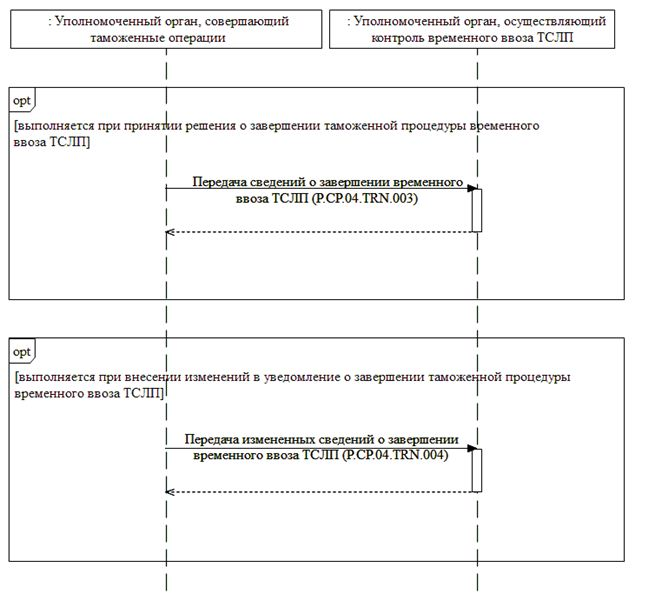 : Уполномоченный орган, совершающий
таможенные операции
: Уполномоченный орган, осуществляющий
контроль временного ввоза ТСЛП
opt
[выполняется при принятии решения о завершении таможенной процедуры временного
ввоза ТСЛП]
Передача сведений о завершении временного
ввоза ТСЛП (P.CP.04.TRN.003)
opt
[выполняется при внесении изменений в уведомление о завершении таможенной процедуры
временного ввоза ТСЛП]
Передача измененных сведений о завершении
временного ввоза ТСЛП (P.CP.04.TRN.004)